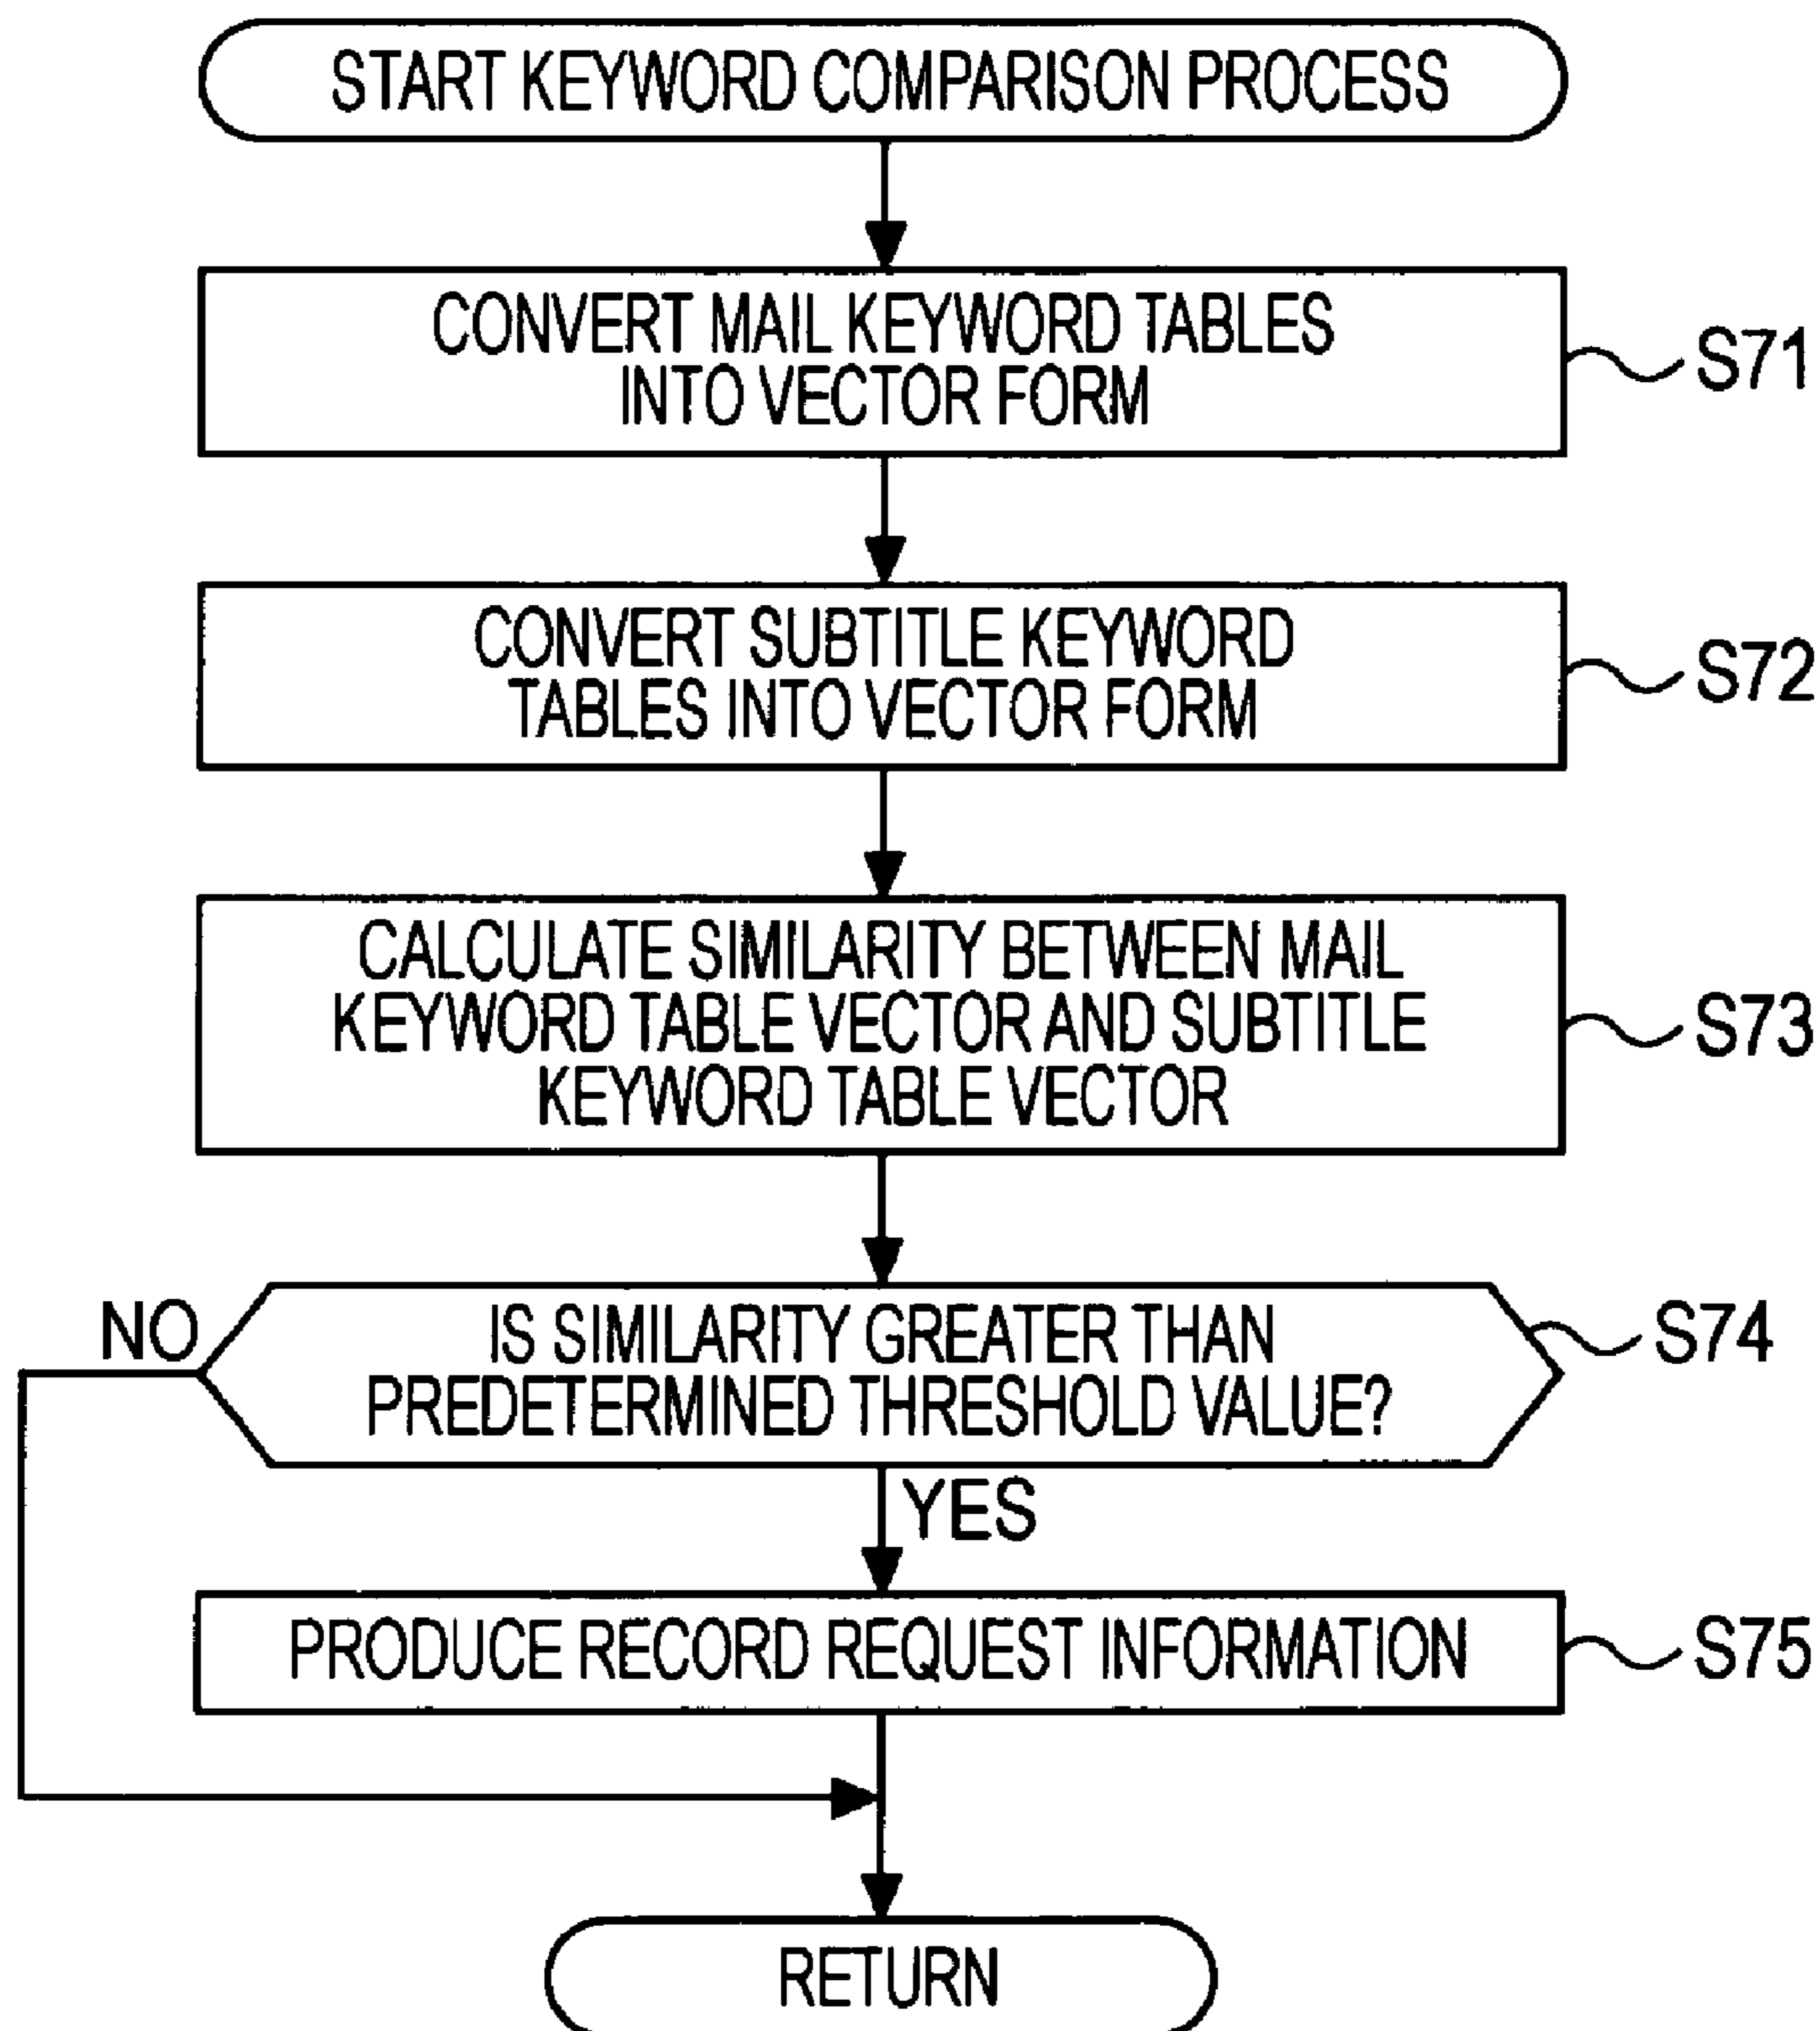 START KEYWORD COMPARISON PROCESS
CONVERT MAIL KEYWORD TABLES
INTO VECTOR FORM
S71
CONVERT SUBTITLE KEYWORD
TABLES INTO VECTOR FORM
S72
CALCULATE SIMILARITY BETWEEN MAIL
KEYWORD TABLE VECTOR AND SUBTITLE
KEYWORD TABLE VECTOR
S73
NO
IS SIMILARITY GREATER THAN
PREDETERMINED THRESHOLD VALUE?
S74
YES
PRODUCE RECORD REQUEST INFORMATION
S75
RETURN